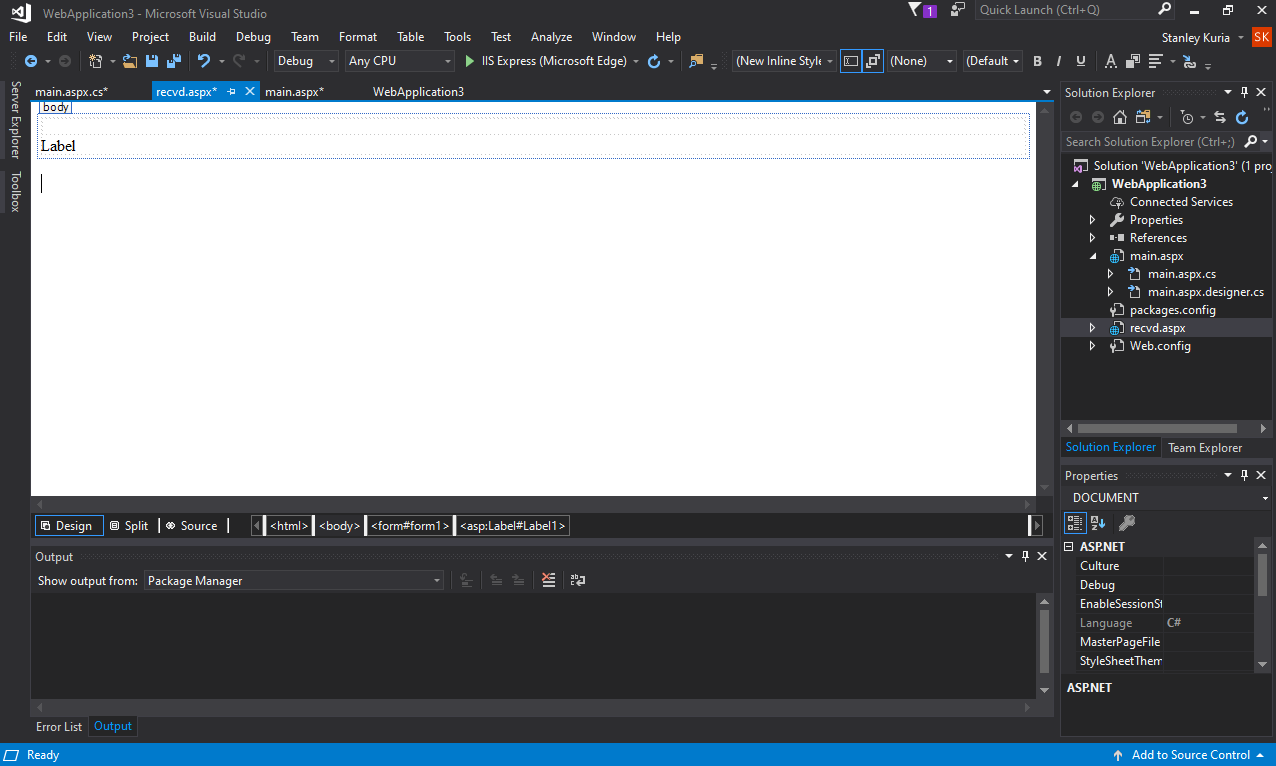 WebApplication3 - Microsoft Visual Studio
1
Quick Launch (Ctrl+Q)
File Edit View Project Build Debug Team Format Table Tools Test Analyze Window Help
Stanley Kuria
SK
Debug Any CPU IIS Express (Microsoft Edge) (New Inline Style (None) (Default B I U A
main.aspx.cs* recvd.aspx* main.aspx* WebApplication3
Server Explorer
Toolbox
body
Label
Solution Explorer
Search Solution Explorer (Ctrl+;)
Solution 'WebApplication3' (1 proj
WebApplication3
Connected Services
Properties
References
main.aspx
main.aspx.cs
main.aspx.designer.cs
packages.config
recvd.aspx
Web.config
Solution Explorer Team Explorer
Properties
DOCUMENT
ASP.NET
Culture
Debug
EnableSessionSt
Language C#
MasterPageFile
StyleSheetThem
ASP.NET
Design Split Source <html> <body> <form#form1> <asp:Label#Label1>
Output
Show output from: Package Manager
Error List Output
Ready
Add to Source Control